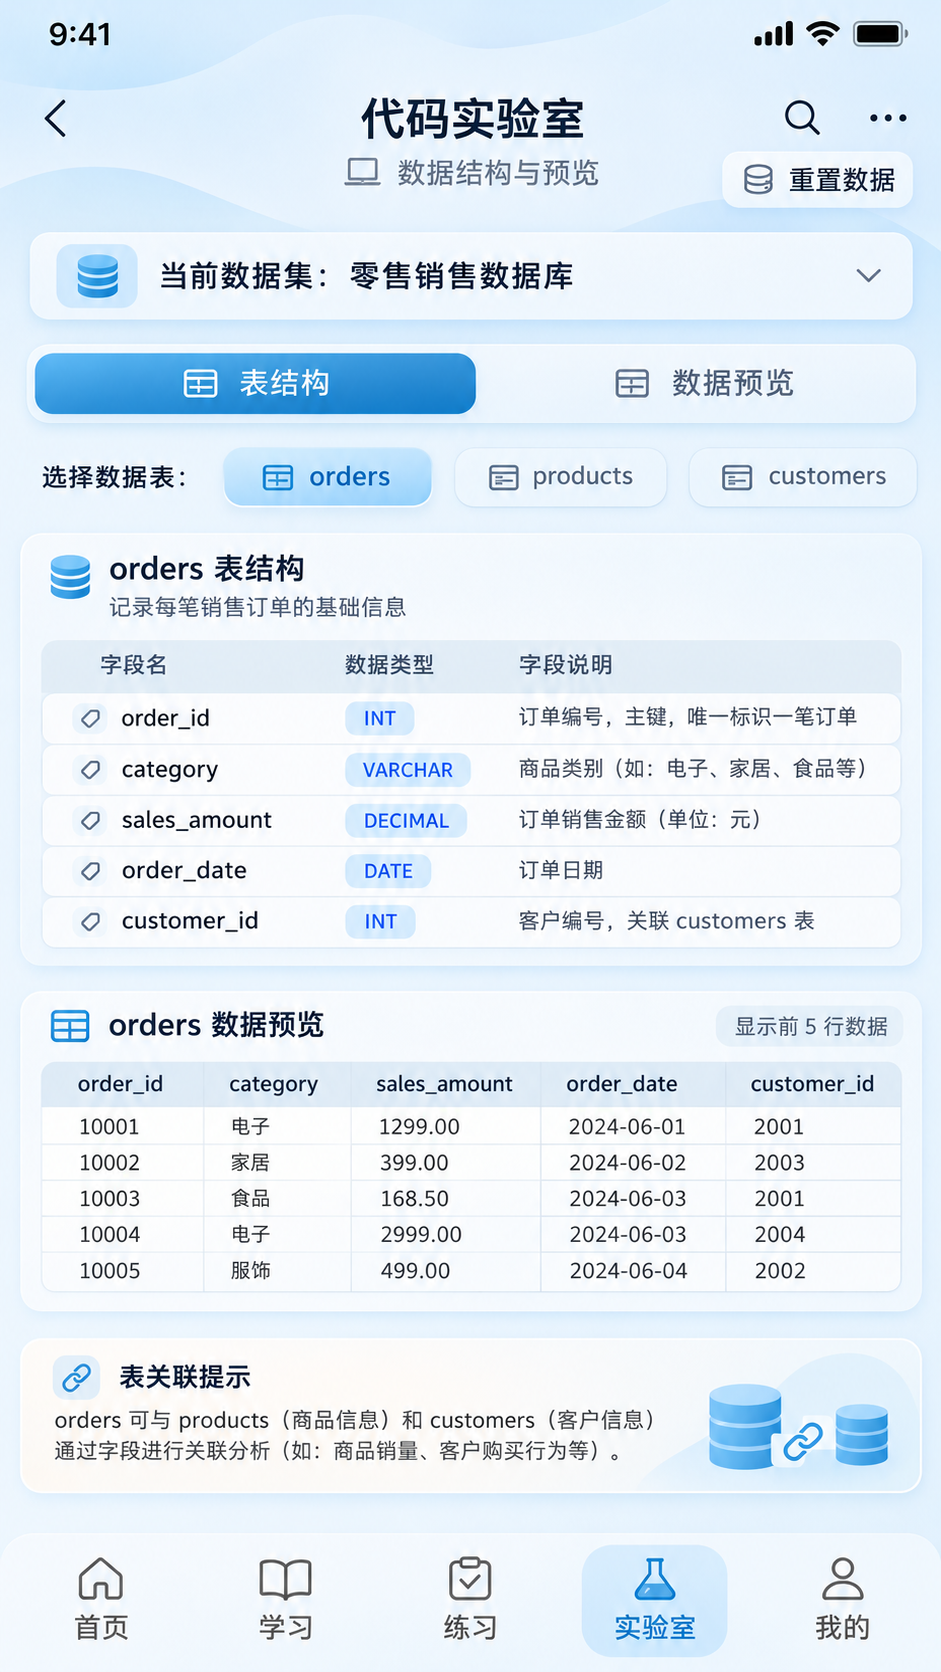 9:41
代码实验室
数据结构与预览
重置数据
当前数据集：零售销售数据库
表结构
数据预览
选择数据表：
orders
products
customers
orders 表结构
记录每笔销售订单的基础信息
字段名 数据类型 字段说明
order_id INT 订单编号，主键，唯一标识一笔订单
category VARCHAR 商品类别（如：电子、家居、食品等）
sales_amount DECIMAL 订单销售金额（单位：元）
order_date DATE 订单日期
customer_id INT 客户编号，关联 customers 表
orders 数据预览
显示前 5 行数据
order_id category sales_amount order_date customer_id
10001 电子 1299.00 2024-06-01 2001
10002 家居 399.00 2024-06-02 2003
10003 食品 168.50 2024-06-03 2001
10004 电子 2999.00 2024-06-03 2004
10005 服饰 499.00 2024-06-04 2002
表关联提示
orders 可与 products（商品信息）和 customers（客户信息）
通过字段进行关联分析（如：商品销量、客户购买行为等）。
首页
学习
练习
实验室
我的